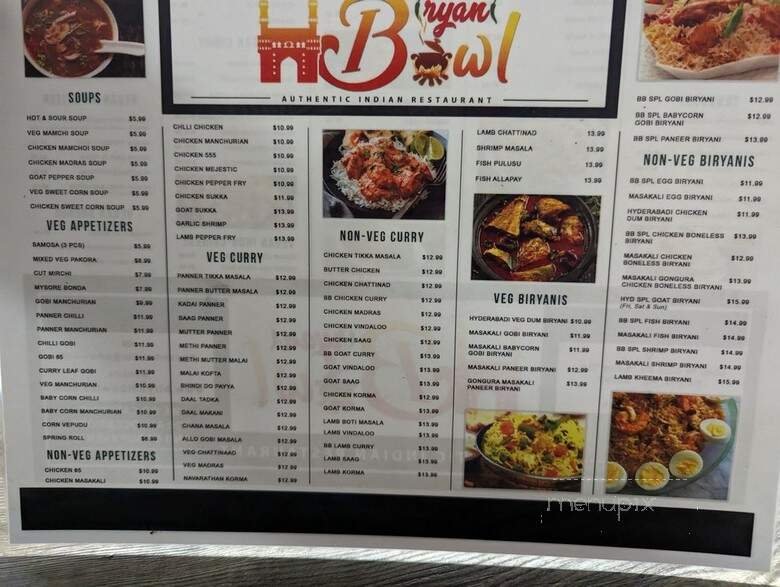 Biryani
Bowl
AUTHENTIC INDIAN RESTAURANT
SOUPS
HOT & SOUR SOUP $5.99
VEG MAMCHI SOUP $5.99
CHICKEN MAMCHOI SOUP $5.99
CHICKEN MADRAS SOUP $5.99
GOAT PEPPER SOUP $5.99
VEG SWEET CORN SOUP $5.99
CHICKEN SWEET CORN SOUP $5.99
VEG APPETIZERS
SAMOSA (3 PCS) $5.99
MIXED VEG PAKORA $8.99
CUT MIRCHI $7.99
MYSORE BONDA $7.99
GOBI MANCHURIAN $9.99
PANNER CHILLI $11.99
PANNER MANCHURIAN $11.99
CHILLI GOBI $11.99
GOBI 65 $11.99
CURRY LEAF GOBI $11.99
VEG MANCHURIAN $10.99
BABY CORN CHILLI $10.99
BABY CORN MANCHURIAN $10.99
CORN VEPUDU $10.99
SPRING ROLL $8.99
NON-VEG APPETIZERS
CHICKEN 65 $10.99
CHICKEN MASAKALI $10.99
CHLLI CHICKEN $10.99
CHICKEN MANCHURIAN $10.99
CHICKEN 555 $10.99
CHICKEN MEJESTIC $10.99
CHICKEN PEPPER FRY $10.99
CHICKEN SUKKA $11.99
GOAT SUKKA $13.99
GARLIC SHRIMP $13.99
LAMB PEPPER FRY $13.99
VEG CURRY
PANNER TIKKA MASALA $12.99
PANNER BUTTER MASALA $12.99
KADAI PANNER $12.99
SAAG PANNER $12.99
MUTTER PANNER $12.99
METHI PANNER $12.99
METHI MUTTER MALAI $12.99
MALAI KOFTA $12.99
BHINDI DO PAYYA $12.99
DAAL TADKA $12.99
DAAL MAKANI $12.99
CHANA MASALA $12.99
ALLO GOBI MASALA $12.99
VEG CHATTINAAD $12.99
VEG MADRAS $12.99
NAVARATHAN KORMA $12.99
NON-VEG CURRY
CHICKEN TIKKA MASALA $12.99
BUTTER CHICKEN $12.99
CHICKEN CHATTINAD $12.99
BB CHICKEN CURRY $12.99
CHICKEN MADRAS $12.99
CHICKEN VINDALOO $12.99
CHICKEN SAAG $12.99
BB GOAT CURRY $13.99
GOAT VINDALOO $13.99
GOAT SAAG $13.99
CHICKEN KORMA $12.99
GOAT KORMA $13.99
LAMB BOTI MASALA $13.99
LAMB VINDALOO $13.99
BB LAMB CURRY $13.99
LAMB SAAG $13.99
LAMB KORMA $13.99
LAMB CHATTINAD 13.99
SHRIMP MASALA 13.99
FISH PULUSU 13.99
FISH ALLAPAY 13.99
VEG BIRYANIS
HYDERABADI VEG DUM BIRYANI $10.99
MASAKALI GOBI BIRYANI $11.99
MASAKALI BABYCORN $11.99
GOBI BIRYANI
MASAKALI PANEER BIRYANI $12.99
GONGURA MASAKALI $13.99
PANEER BIRYANI
BB SPL GOBI BIRYANI $12.99
BB SPL BABYCORN $12.99
GOBI BIRYANI
BB SPL PANEER BIRYANI $13.99
NON-VEG BIRYANIS
BB SPL EGG BIRYANI $11.99
MASAKALI EGG BIRYANI $11.99
HYDERABADI CHICKEN $11.99
DUM BIRYANI
BB SPL CHICKEN BONELESS $13.99
BIRYANI
MASAKALI CHICKEN $12.99
BONELESS BIRYANI
MASAKALI GONGURA $13.99
CHICKEN BONELESS BIRYANI
HYD SPL GOAT BIRYANI $15.99
(Fri, Sat & Sun)
BB SPL FISH BIRYANI $14.99
MASAKALI FISH BIRYANI $14.99
BB SPL SHRIMP BIRYANI $14.99
MASAKALI SHRIMP BIRYANI $14.99
LAMB KHEEMA BIRYANI $15.99
menupix